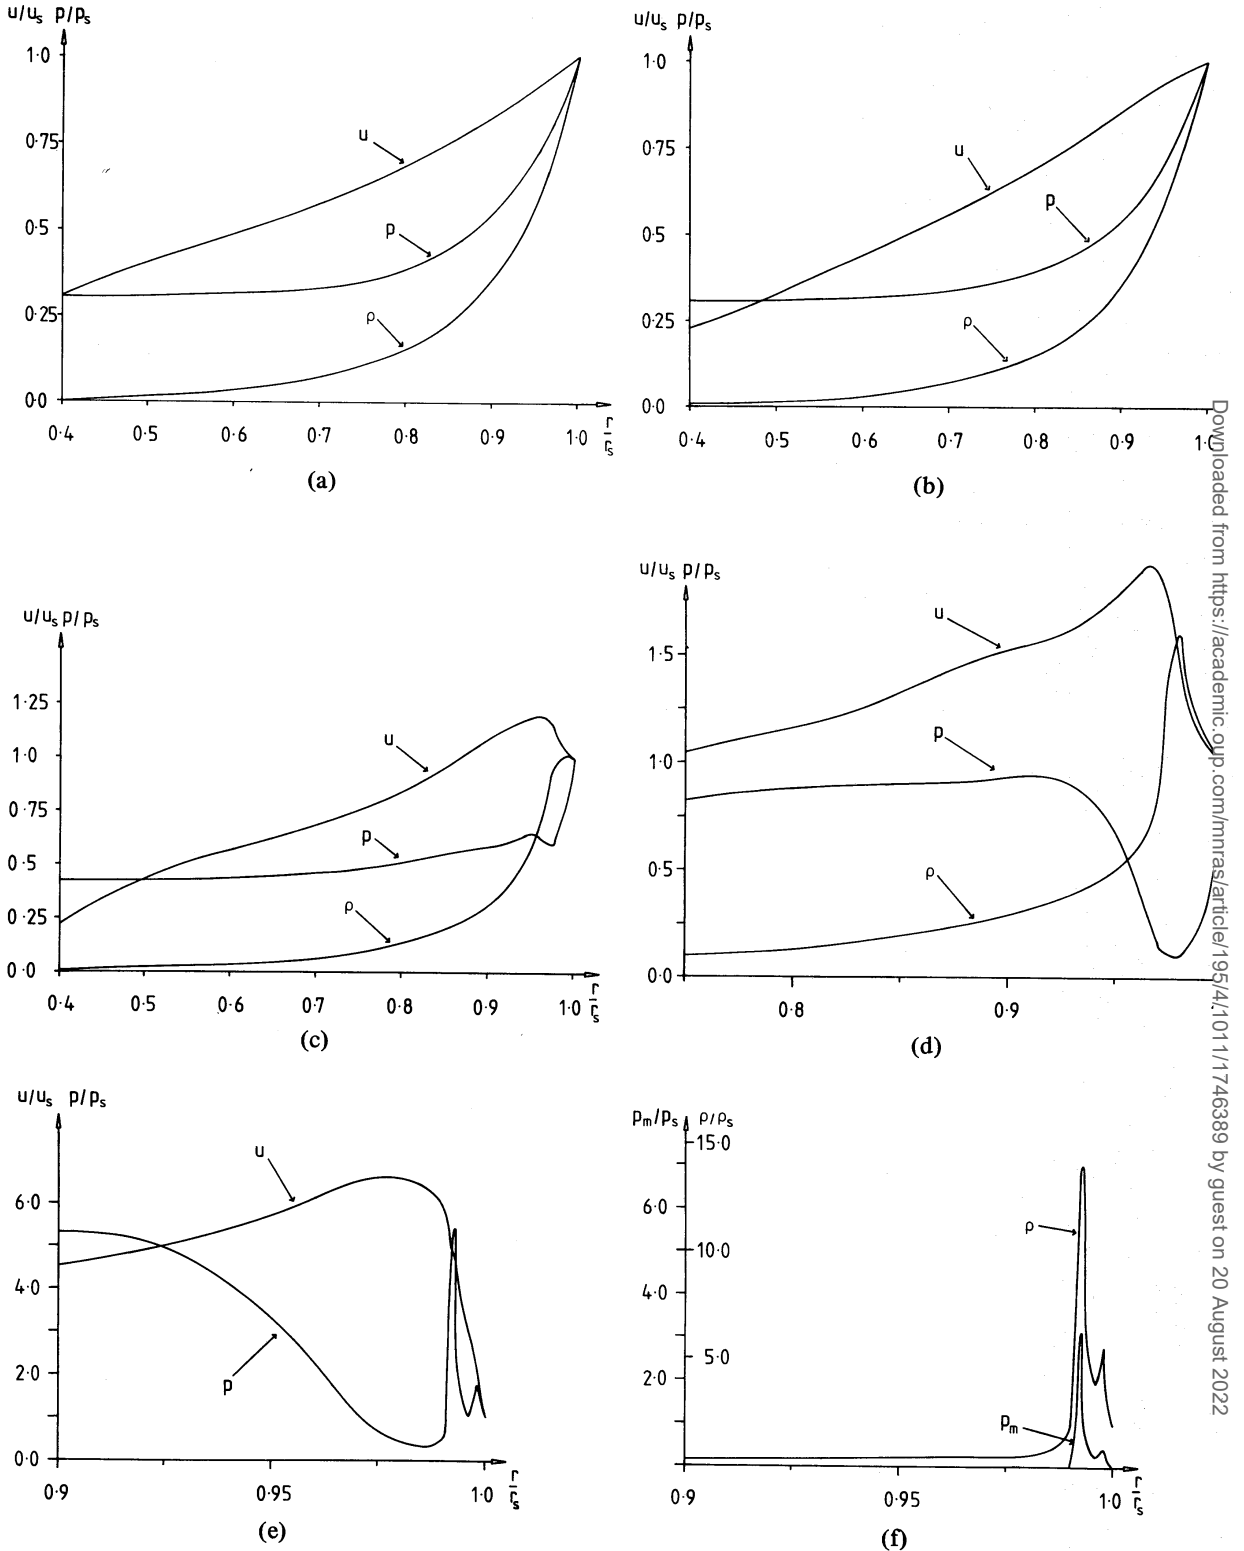 u/uₛ p/pₛ
1·0
0·75
0·5
0·25
0·0
u
p
ρ
0·4 0·5 0·6 0·7 0·8 0·9 1·0 r/rₛ
(a)
u/uₛ p/pₛ
1·0
0·75
0·5
0·25
0·0
u
p
ρ
0·4 0·5 0·6 0·7 0·8 0·9 1·0
(b)
u/uₛ p/pₛ
1·25
1·0
0·75
0·5
0·25
0·0
u
p
ρ
0·4 0·5 0·6 0·7 0·8 0·9 1·0 r/rₛ
(c)
u/uₛ p/pₛ
1·5
1·0
0·5
0·0
u
p
ρ
0·8 0·9
(d)
u/uₛ p/pₛ
6·0
4·0
2·0
0·0
u
p
0·9 0·95 1·0 r/rₛ
(e)
pₘ/pₛ ρ/ρₛ
15·0
6·0
10·0
4·0
5·0
2·0
ρ
pₘ
0·9 0·95 1·0 r/rₛ
(f)
Downloaded from https://academic.oup.com/mnras/article/195/4/1011/1746389 by guest on 20 August 2022